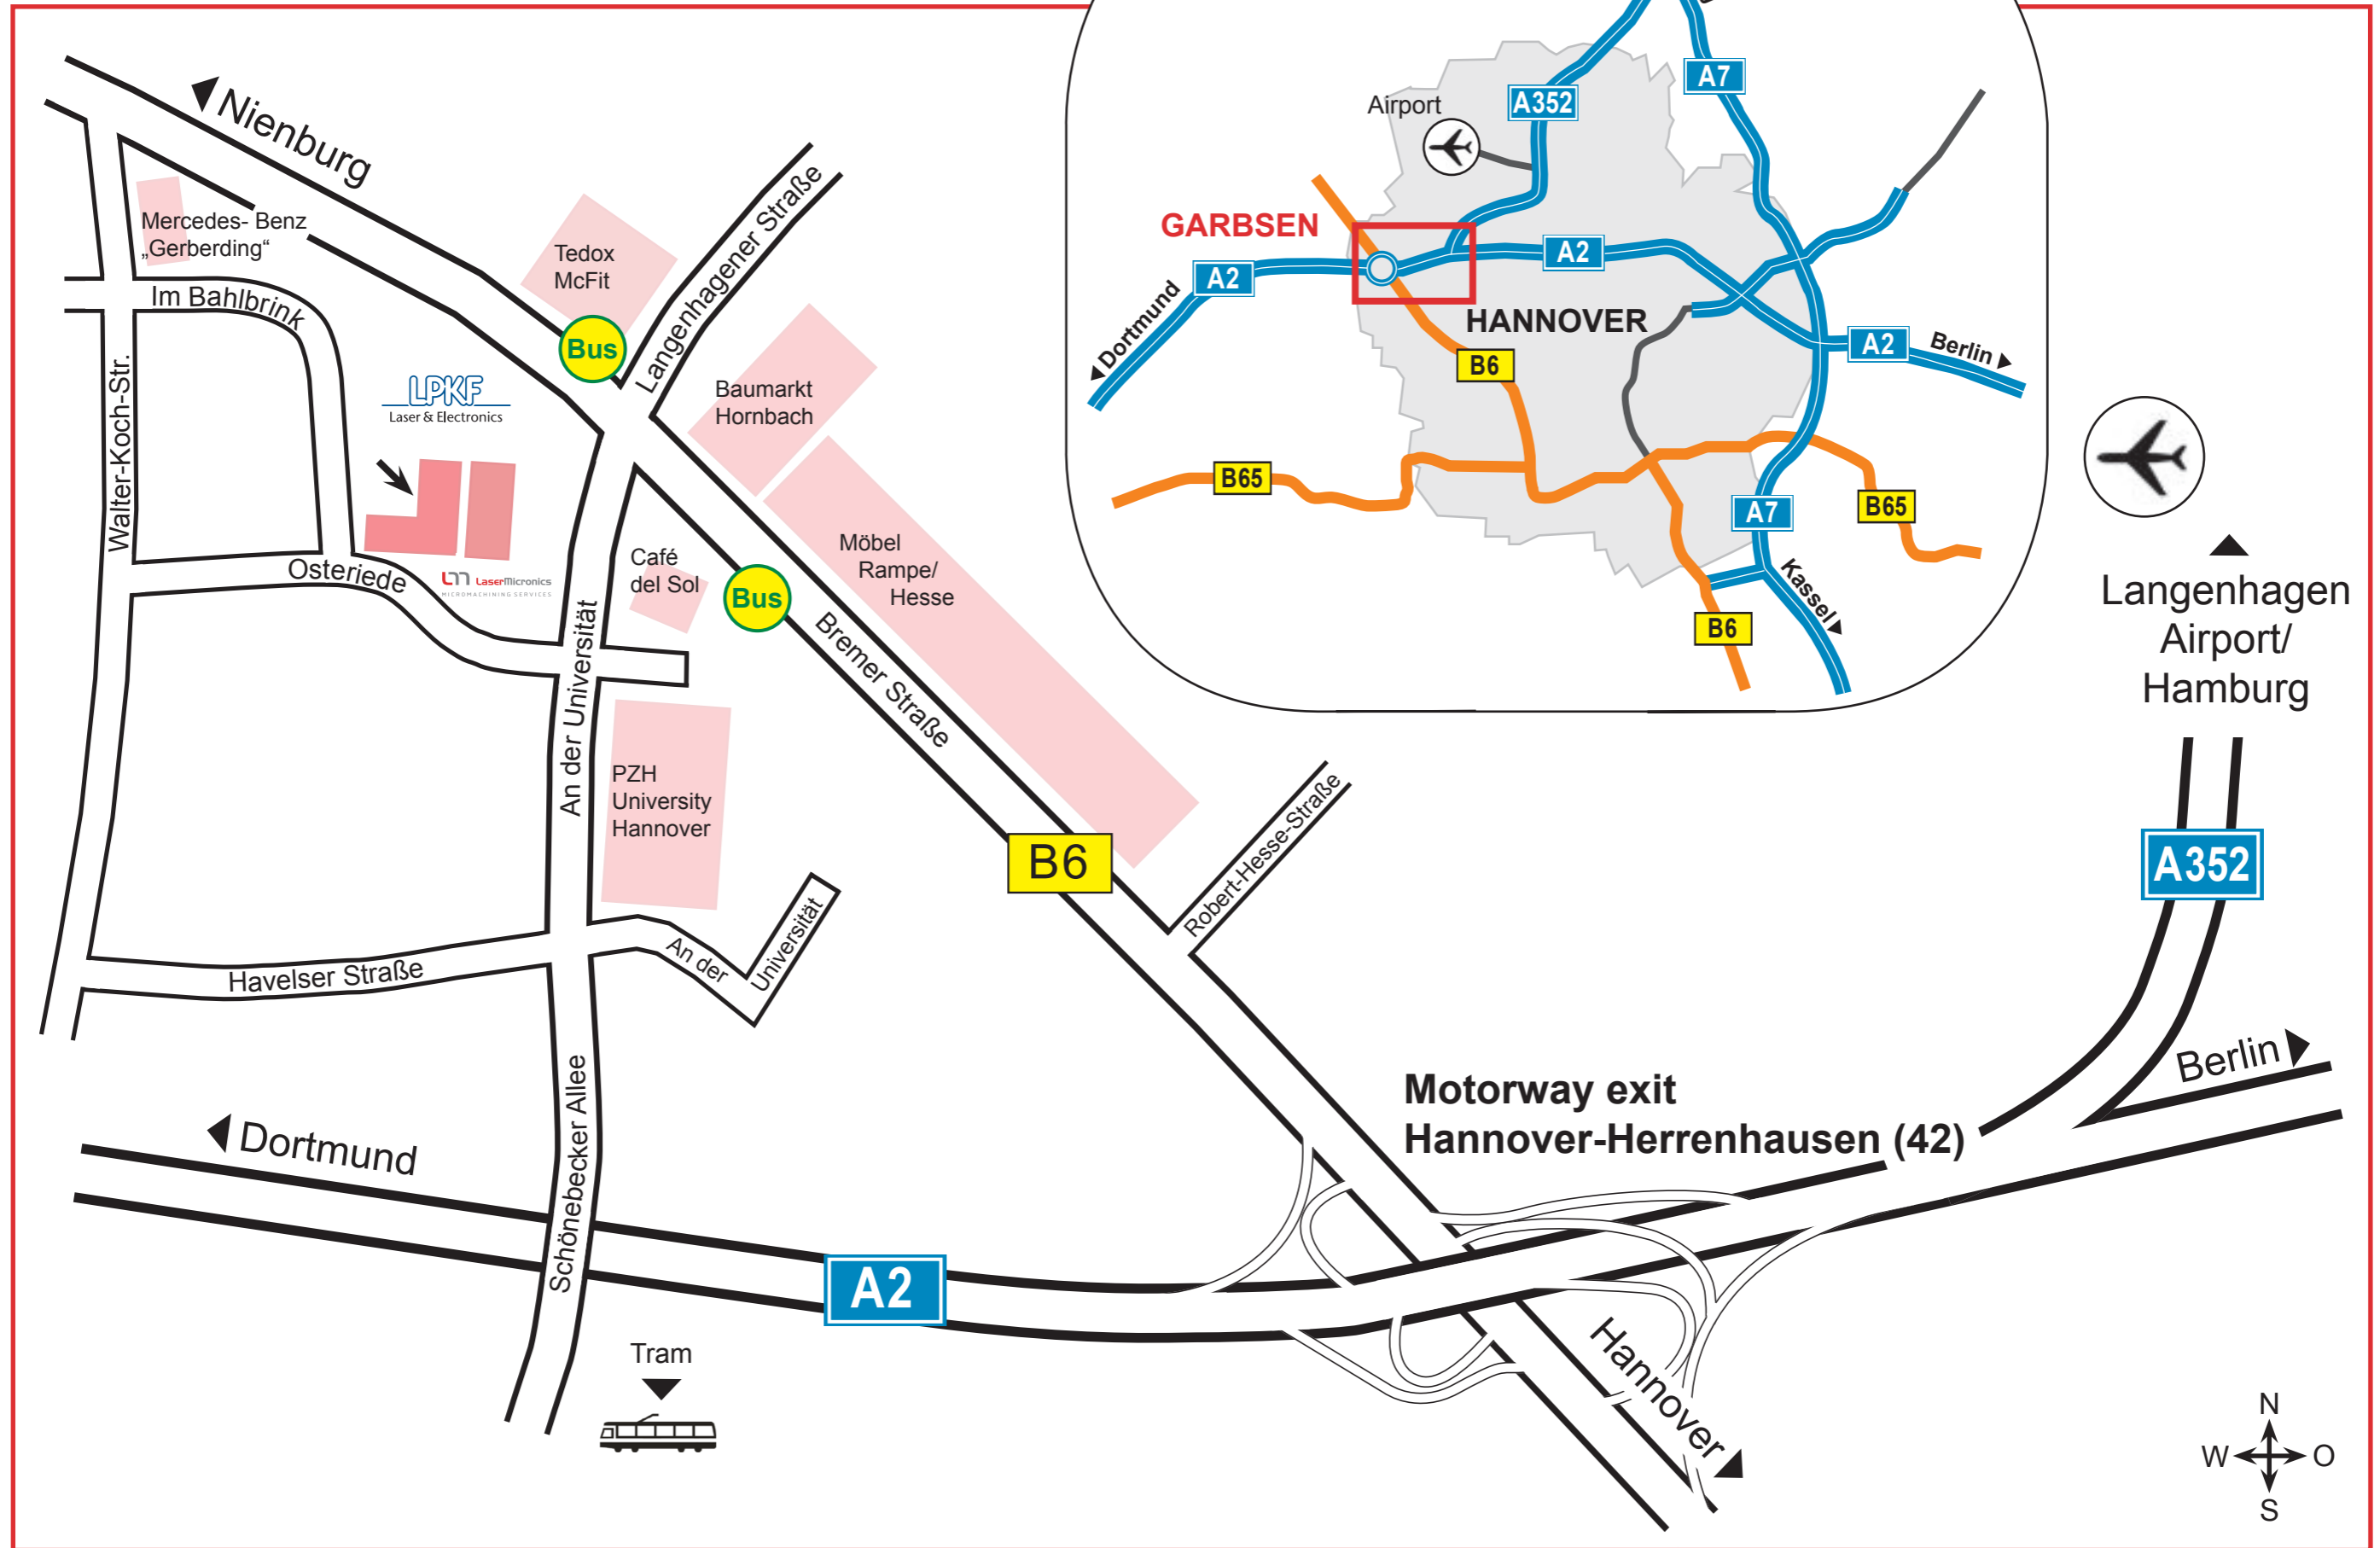 Nienburg
Mercedes- Benz
„Gerberding“
Im Bahlbrink
Walter-Koch-Str.
Tedox
McFit
Bus
Langenhagener Straße
Baumarkt
Hornbach
LPKF
Laser & Electronics
Osteriede
LaserMicronics
MICROMACHINING SERVICES
Café
del Sol
Bus
Möbel
Rampe/
Hesse
Bremer Straße
An der Universität
PZH
University
Hannover
B6
Robert-Hesse-Straße
An der
Universität
Havelser Straße
Schönebecker Allee
Dortmund
A2
Tram
Motorway exit
Hannover-Herrenhausen (42)
Hannover
Berlin
A352
Langenhagen
Airport/
Hamburg
N
W
O
S
Airport
A352
A7
GARBSEN
A2
A2
Dortmund
HANNOVER
B6
A2
Berlin
B65
A7
B65
Kassel
B6